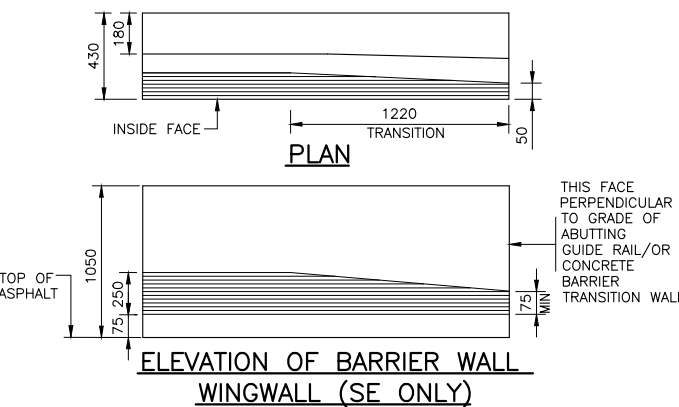 180
430
INSIDE FACE
1220
TRANSITION
50
PLAN
THIS FACE
PERPENDICULAR
TO GRADE OF
ABUTTING
GUIDE RAIL/OR
CONCRETE
BARRIER
TRANSITION WALL
TOP OF
ASPHALT
1050
250
75
75
MIN
ELEVATION OF BARRIER WALL
WINGWALL (SE ONLY)